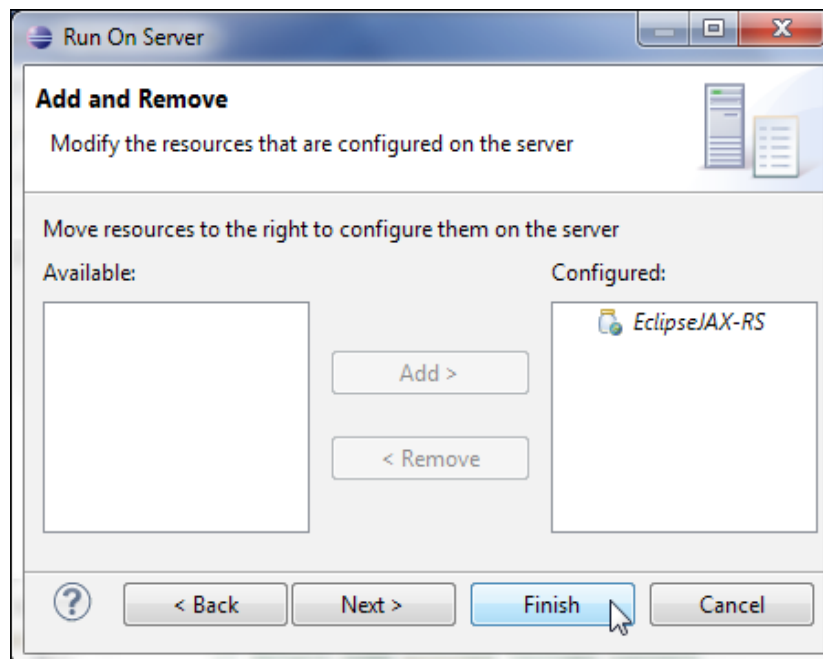 Run On Server
Add and Remove
Modify the resources that are configured on the server
Move resources to the right to configure them on the server
Available:
Configured:
EclipseJAX-RS
Add >
< Remove
?
< Back
Next >
Finish
Cancel